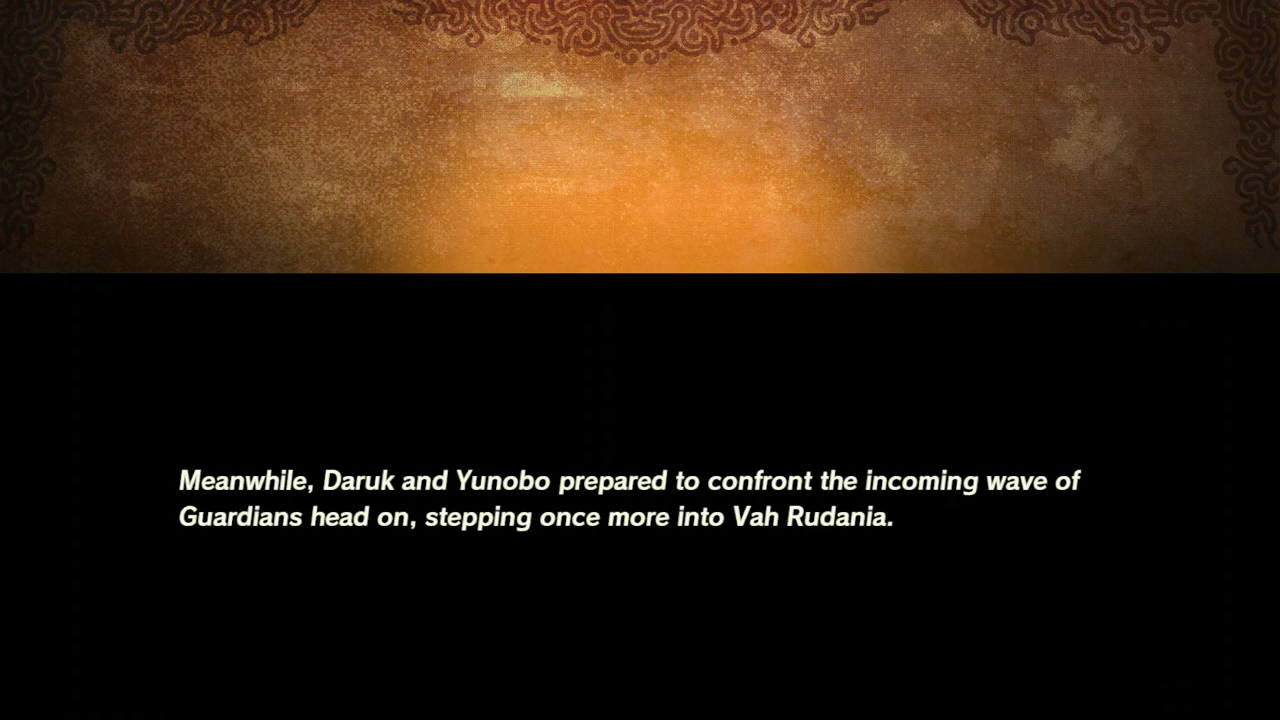 Meanwhile, Daruk and Yunobo prepared to confront the incoming wave of
Guardians head on, stepping once more into Vah Rudania.